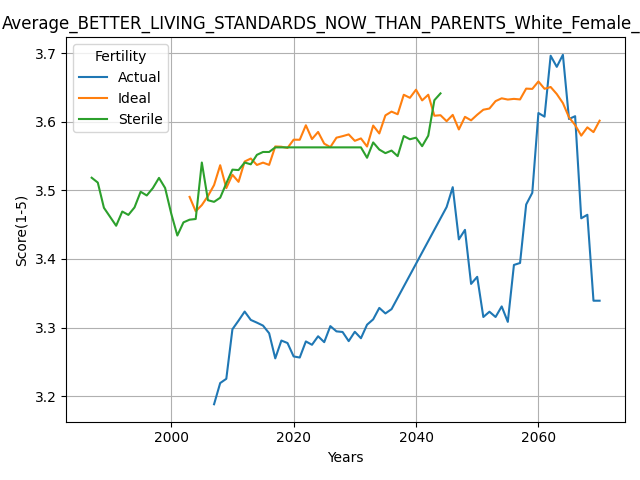 Average_BETTER_LIVING_STANDARDS_NOW_THAN_PARENTS_White_Female_
Fertility
Actual
Ideal
Sterile
3.7
3.6
3.5
3.4
3.3
3.2
Score(1-5)
2000
2020
2040
2060
Years